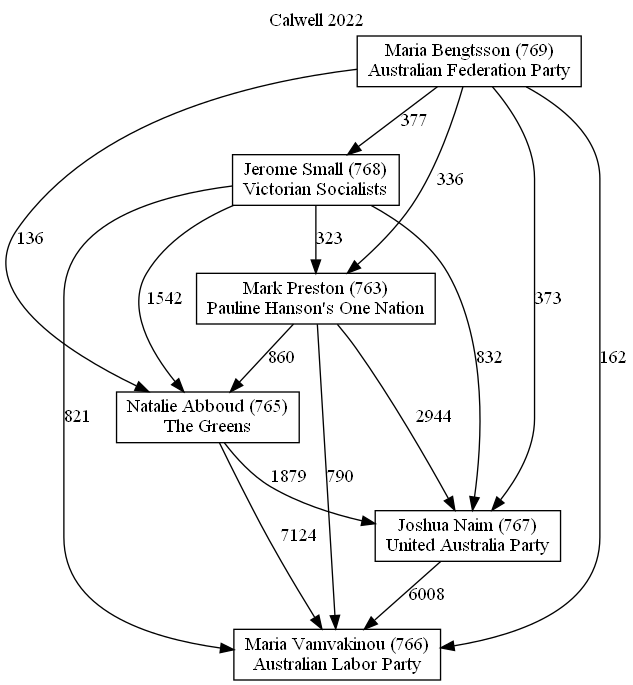 Calwell 2022
Maria Bengtsson (769)
Australian Federation Party
377
Jerome Small (768)
Victorian Socialists
336
136
323
Mark Preston (763)
Pauline Hanson's One Nation
1542
373
860
832
162
Natalie Abboud (765)
The Greens
821
2944
1879
790
Joshua Naim (767)
United Australia Party
7124
6008
Maria Vamvakinou (766)
Australian Labor Party